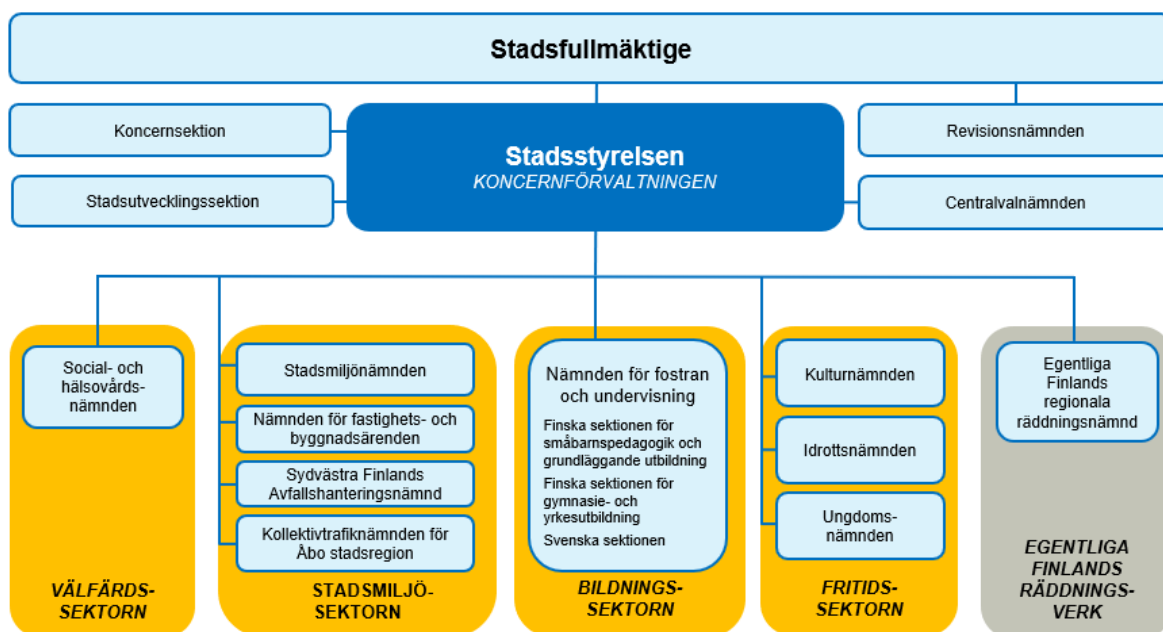 Stadsfullmäktige
Koncernsektion
Stadsutvecklingssektion
Stadsstyrelsen
KONCERNFÖRVALTNINGEN
Revisionsnämnden
Centralvalnämnden
Social- och
hälsovårds-
nämnden
VÄLFÄRDS-
SEKTORN
Stadsmiljönämnden
Nämnden för fastighets- och
byggnadsärenden
Sydvästra Finlands
Avfallshanteringsnämnd
Kollektivtrafiknämnden för
Åbo stadsregion
STADSMILJÖ-
SEKTORN
Nämnden för fostran
och undervisning
Finska sektionen för
småbarnspedagogik och
grundläggande utbildning
Finska sektionen för
gymnasie- och
yrkesutbildning
Svenska sektionen
BILDNINGS-
SEKTORN
Kulturnämnden
Idrottsnämnden
Ungdoms-
nämnden
FRITIDS-
SEKTORN
Egentliga
Finlands
regionala
räddningsnämnd
EGENTLIGA
FINLANDS
RÄDDNINGS-
VERK